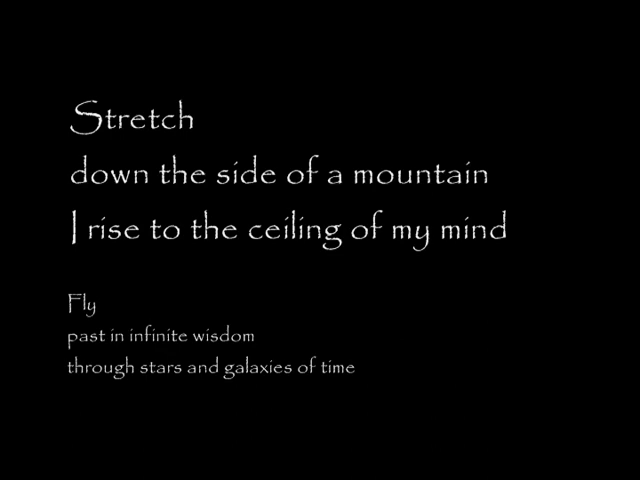 Stretch
down the side of a mountain
I rise to the ceiling of my mind
Fly
past in infinite wisdom
through stars and galaxies of time